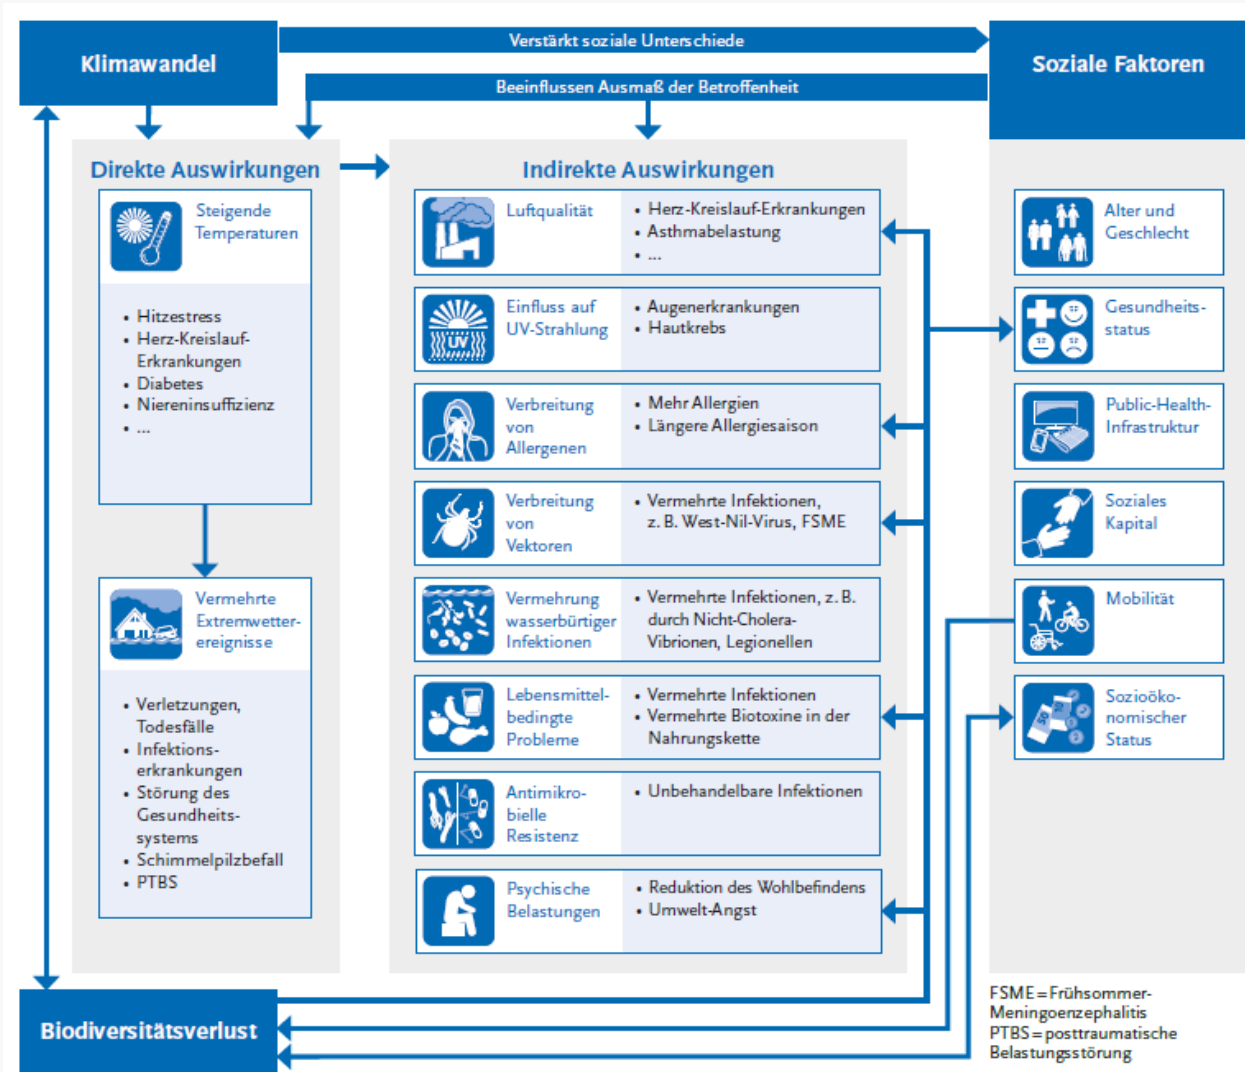 Klimawandel
Verstärkt soziale Unterschiede
Beeinflussen Ausmaß der Betroffenheit
Soziale Faktoren
Direkte Auswirkungen
Steigende
Temperaturen
• Hitzestress
• Herz-Kreislauf-
Erkrankungen
• Diabetes
• Niereninsuffizienz
• ...
Vermehrte
Extremwetter-
ereignisse
• Verletzungen,
Todesfälle
• Infektions-
erkrankungen
• Störung des
Gesundheits-
systems
• Schimmelpilzbefall
• PTBS
Indirekte Auswirkungen
Luftqualität
• Herz-Kreislauf-Erkrankungen
• Asthmabelastung
• ...
Einfluss auf
UV-Strahlung
UV
• Augenerkrankungen
• Hautkrebs
Verbreitung
von
Allergenen
• Mehr Allergien
• Längere Allergiesaison
Verbreitung
von
Vektoren
• Vermehrte Infektionen,
z. B. West-Nil-Virus, FSME
Vermehrung
wasserbürtiger
Infektionen
• Vermehrte Infektionen, z. B.
durch Nicht-Cholera-
Vibrionen, Legionellen
Lebensmittel-
bedingte
Probleme
• Vermehrte Infektionen
• Vermehrte Biotoxine in der
Nahrungskette
Antimikro-
bielle
Resistenz
• Unbehandelbare Infektionen
Psychische
Belastungen
• Reduktion des Wohlbefindens
• Umwelt-Angst
Alter und
Geschlecht
Gesundheits-
status
Public-Health-
Infrastruktur
Soziales
Kapital
Mobilität
50
Sozioöko-
nomischer
Status
Biodiversitätsverlust
FSME = Frühsommer-
Meningoenzephalitis
PTBS = posttraumatische
Belastungsstörung